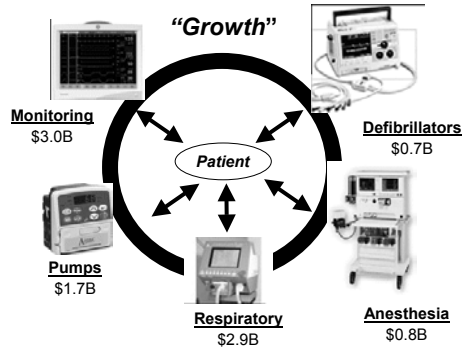 “Growth”
Monitoring
$3.0B
Defibrillators
$0.7B
Patient
Pumps
$1.7B
Respiratory
$2.9B
Anesthesia
$0.8B